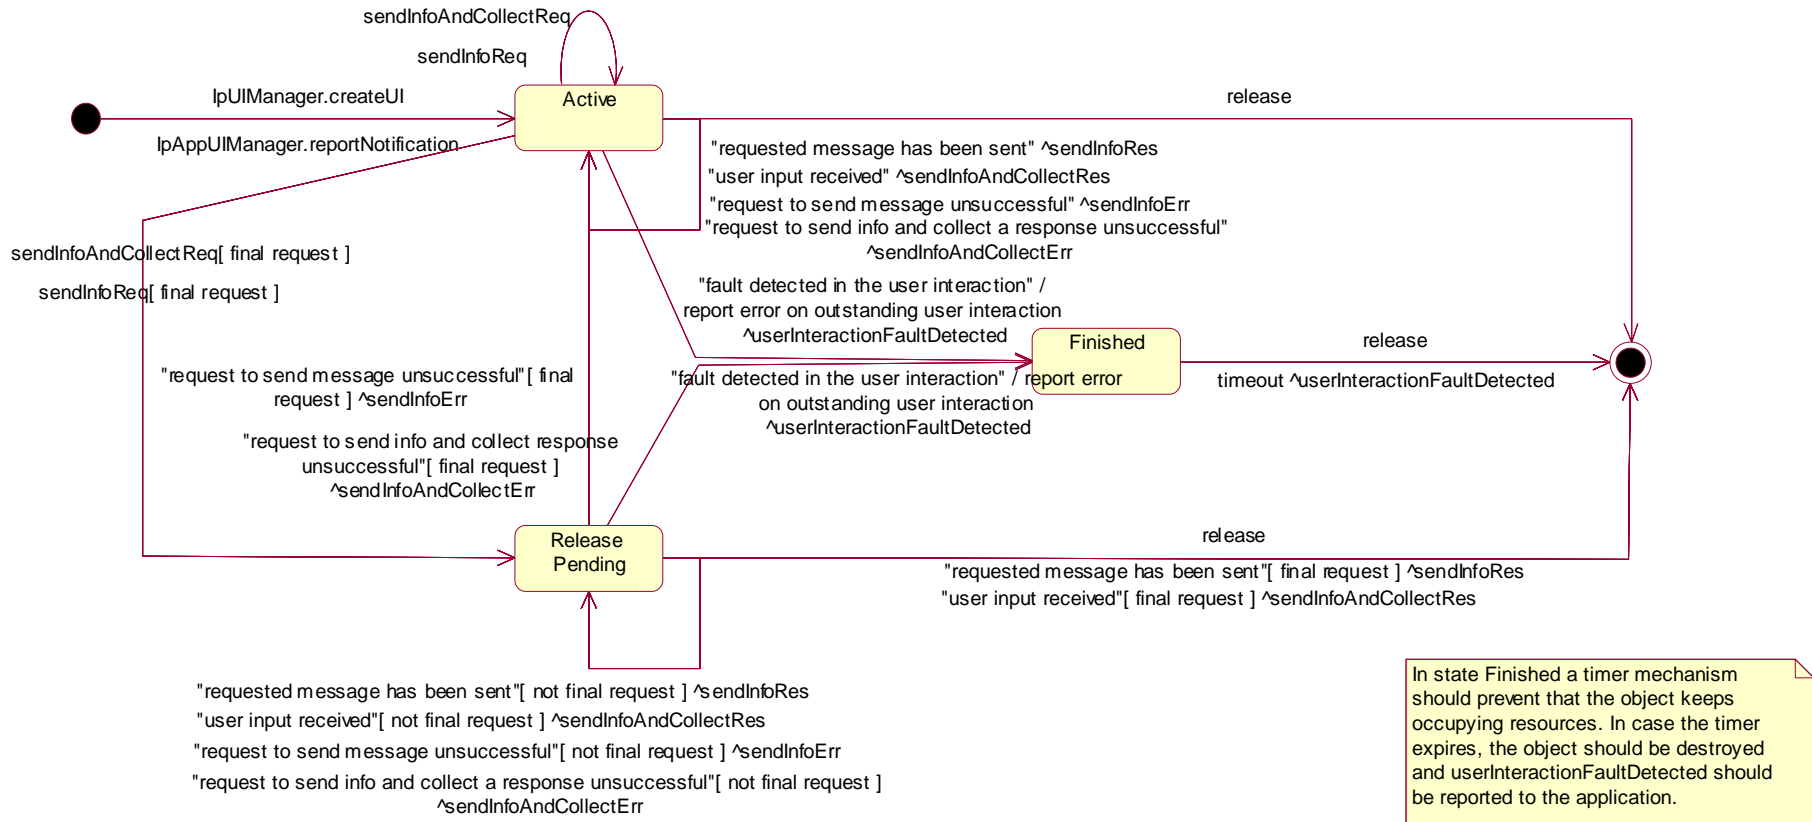 sendInfoAndCollectReq
sendInfoReq
IpUIManager.createUI
Active
release
IpAppUIManager.reportNotification
"requested message has been sent" ^sendInfoRes
"user input received" ^sendInfoAndCollectRes
"request to send message unsuccessful" ^sendInfoErr
"request to send info and collect a response unsuccessful"
^sendInfoAndCollectErr
sendInfoAndCollectReq[ final request ]
sendInfoReq[ final request ]
"fault detected in the user interaction" /
report error on outstanding user interaction
^userInteractionFaultDetected
Finished
release
timeout ^userInteractionFaultDetected
"request to send message unsuccessful"[ final
request ] ^sendInfoErr
"fault detected in the user interaction" / report error
on outstanding user interaction
^userInteractionFaultDetected
"request to send info and collect response
unsuccessful"[ final request ]
^sendInfoAndCollectErr
Release
Pending
release
"requested message has been sent"[ final request ] ^sendInfoRes
"user input received"[ final request ] ^sendInfoAndCollectRes
"requested message has been sent"[ not final request ] ^sendInfoRes
"user input received"[ not final request ] ^sendInfoAndCollectRes
"request to send message unsuccessful"[ not final request ] ^sendInfoErr
"request to send info and collect a response unsuccessful"[ not final request ]
^sendInfoAndCollectErr
In state Finished a timer mechanism
should prevent that the object keeps
occupying resources. In case the timer
expires, the object should be destroyed
and userInteractionFaultDetected should
be reported to the application.